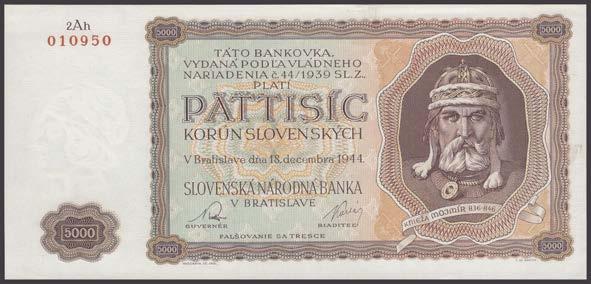 2Ah
010950
5000
5000
TÁTO BANKOVKA,
VYDANÁ PODĽA VLÁDNEHO
NARIADENIA č.44/1939 SL.Z.
PLATÍ
PÄŤTISÍC
KORÚN SLOVENSKÝCH
V Bratislave dňa 18. decembra 1944.
SLOVENSKÁ NÁRODNÁ BANKA
V BRATISLAVE
GUVERNÉR
RIADITEĽ
KNIEŽA MOJMÍR 836-846
5000
FALŠOVANIE SA TRESCE
5000